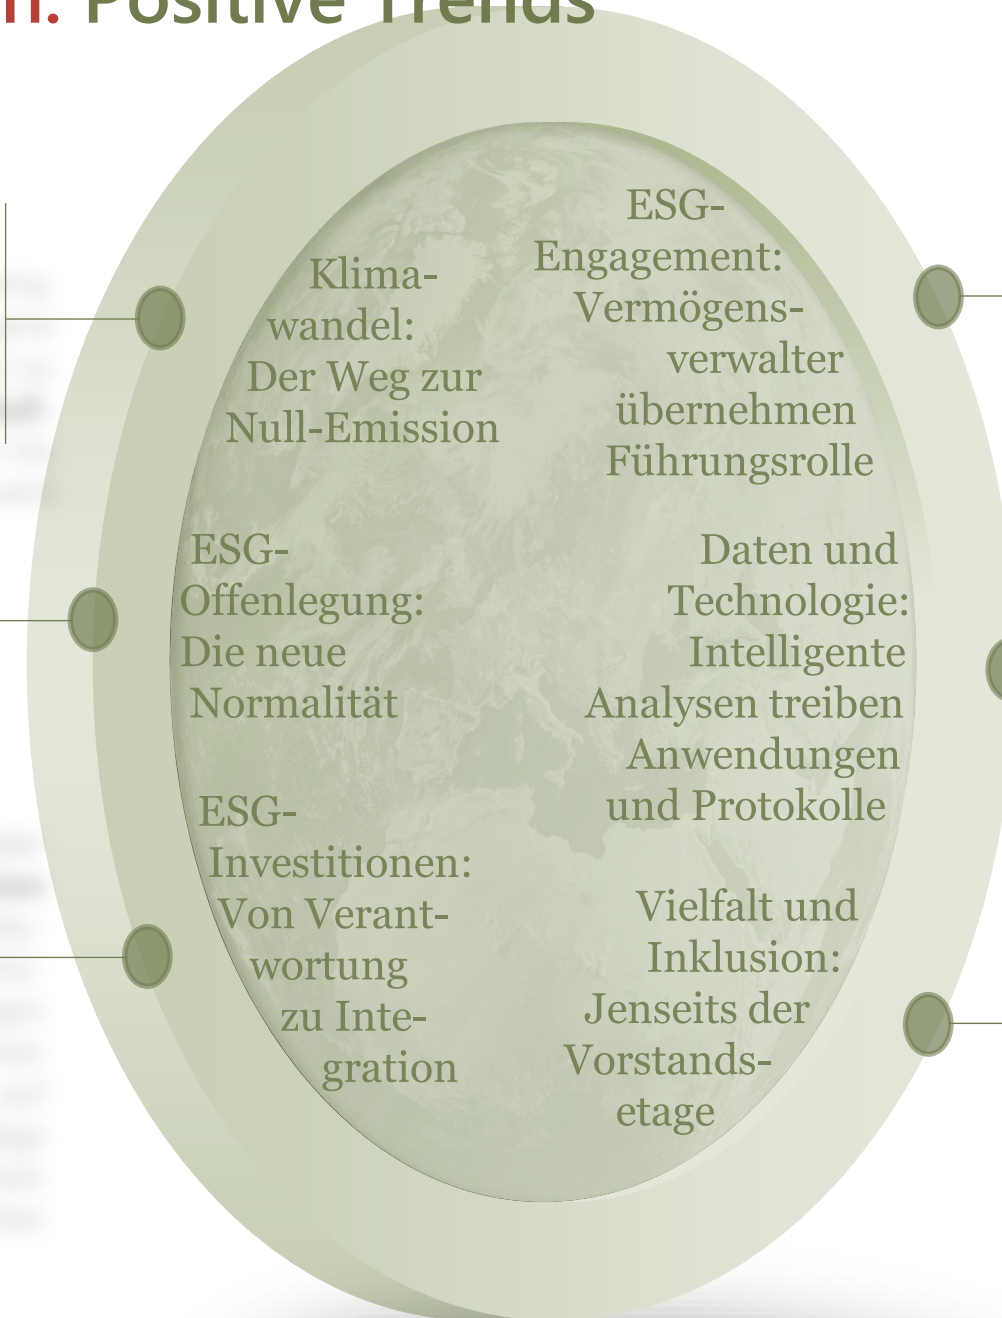 Positive Trends
Klima-
wandel:
Der Weg zur
Null-Emission
ESG-
Offenlegung:
Die neue
Normalität
ESG-
Investitionen:
Von Verant-
wortung
zu Inte-
gration
ESG-
Engagement:
Vermögens-
verwalter
übernehmen
Führungsrolle
Daten und
Technologie:
Intelligente
Analysen treiben
Anwendungen
und Protokolle
Vielfalt und
Inklusion:
Jenseits der
Vorstands-
etage